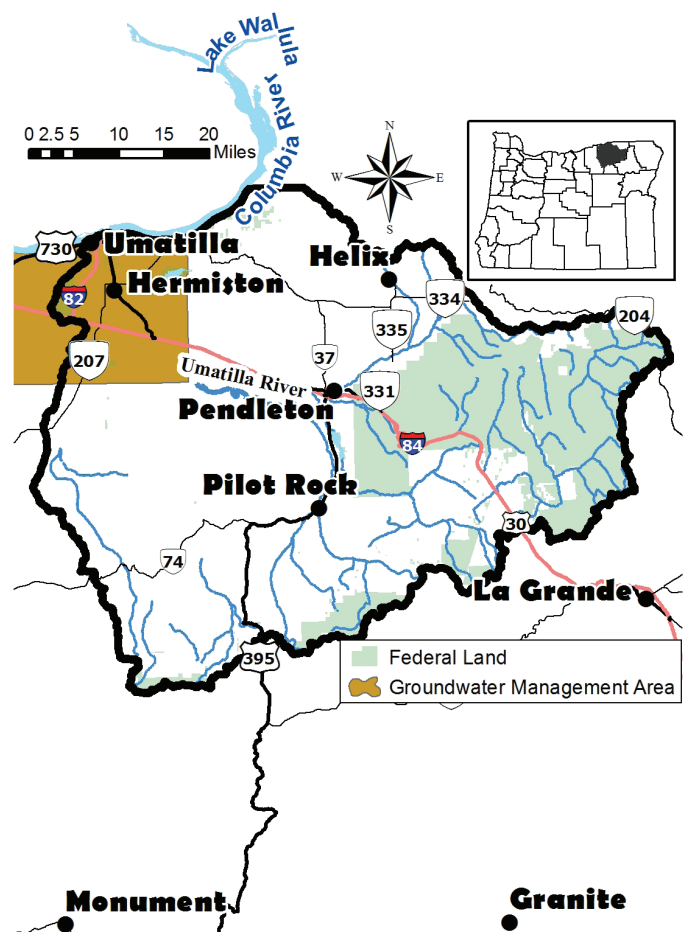 Lake Wal
lula
Columbia River
0 2.5 5 10 15 20
Miles
N
W E
S
730
Umatilla
Helix
Hermiston
82
334
204
335
207
37
Umatilla River
331
Pendleton
84
Pilot Rock
30
74
La Grande
395
Federal Land
Groundwater Management Area
Monument
Granite